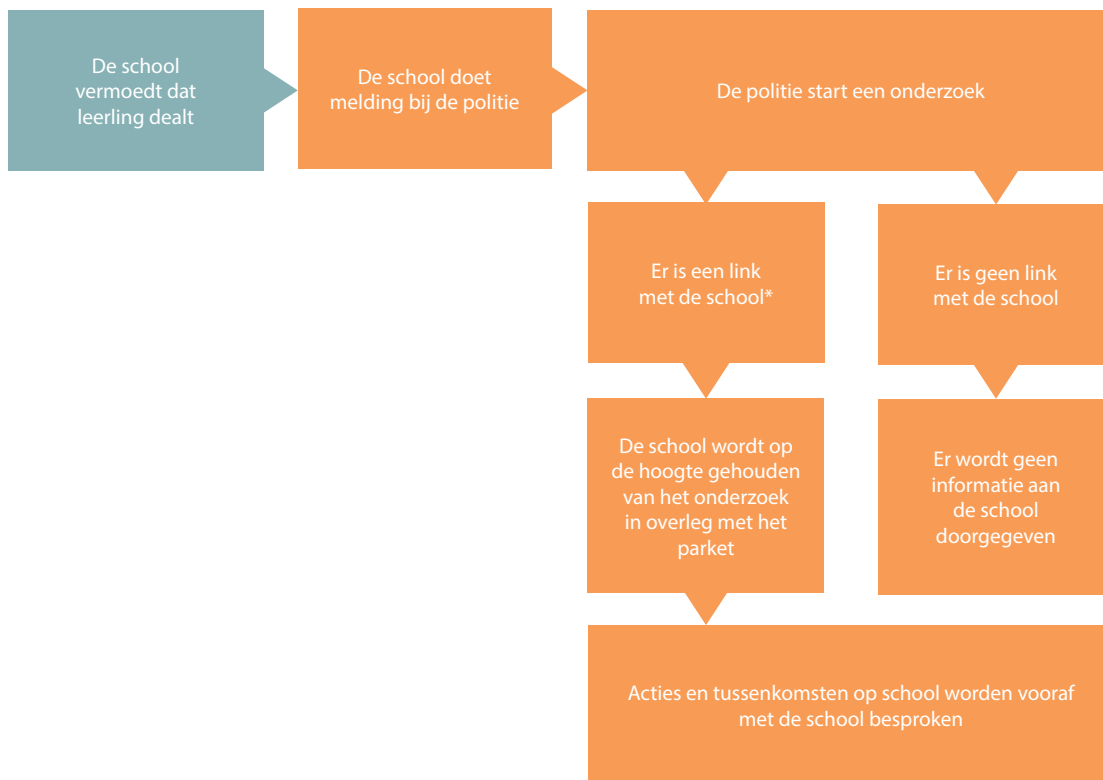 De school
vermoedt dat
leerling dealt
De school doet
melding bij de politie
De politie start een onderzoek
Er is een link
met de school*
Er is geen link
met de school
De school wordt op
de hoogte gehouden
van het onderzoek
in overleg met het
parket
Er wordt geen
informatie aan
de school
doorgegeven
Acties en tussenkomsten op school worden vooraf
met de school besproken